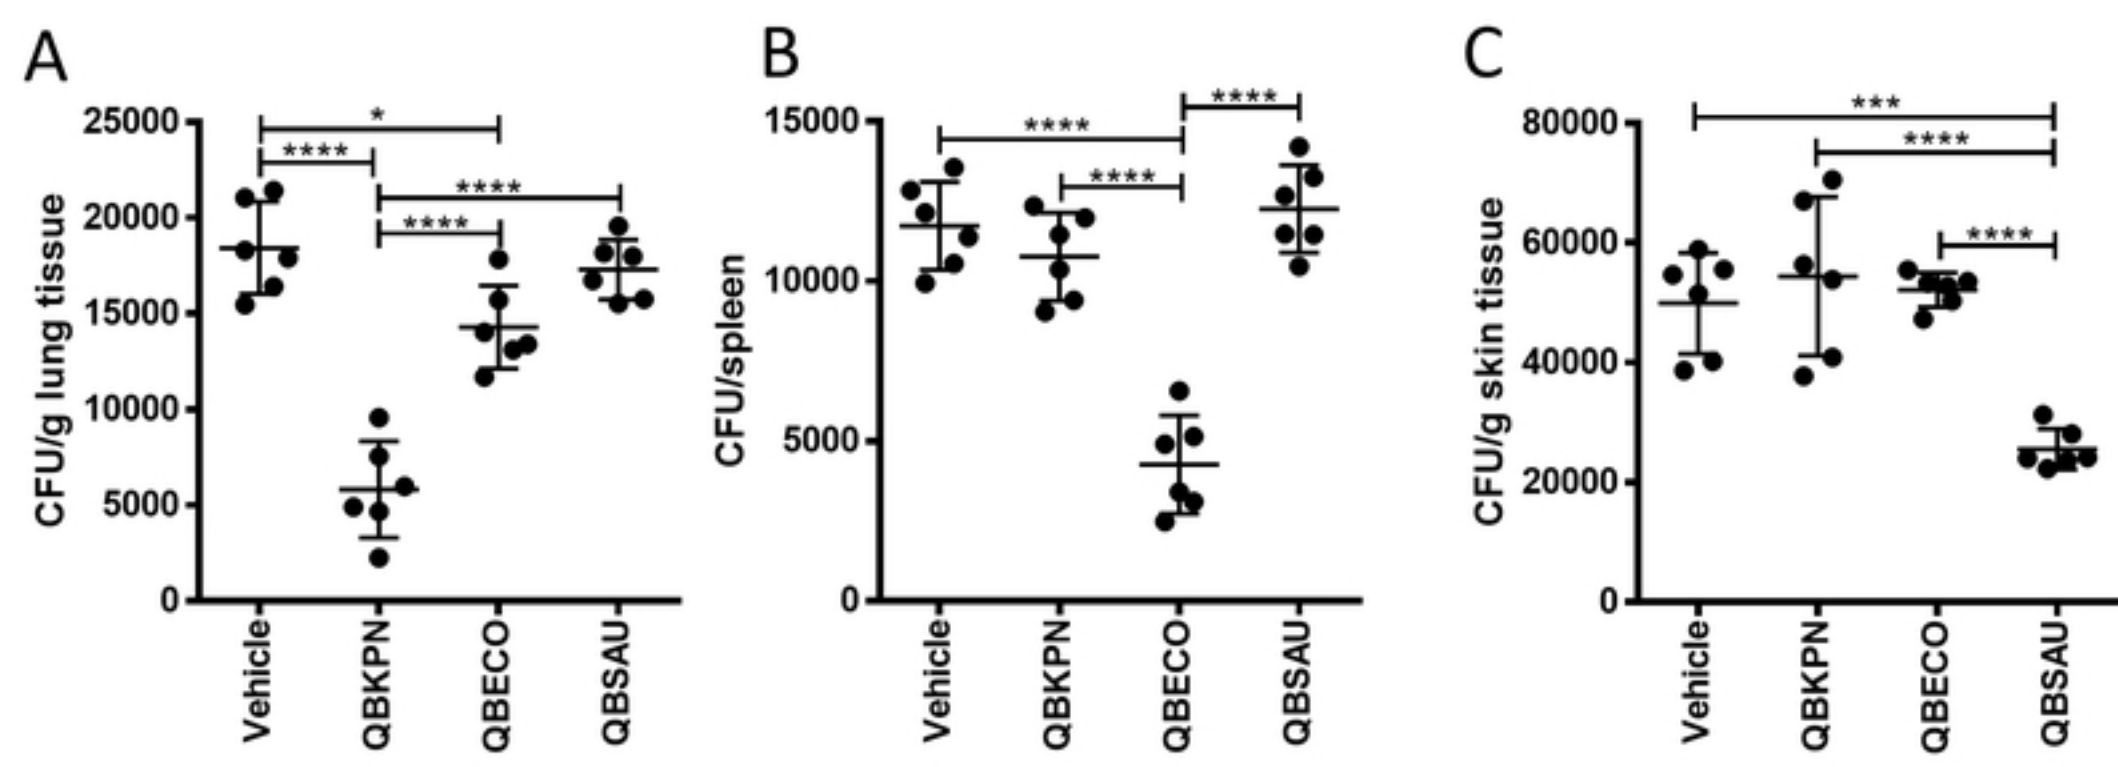 A
CFU/g lung tissue
25000
20000
15000
10000
5000
0
*
****
****
****
Vehicle
QBKPN
QBECO
QBSAU
B
CFU/spleen
15000
10000
5000
0
****
****
****
Vehicle
QBKPN
QBECO
QBSAU
C
CFU/g skin tissue
80000
60000
40000
20000
0
***
****
****
Vehicle
QBKPN
QBECO
QBSAU